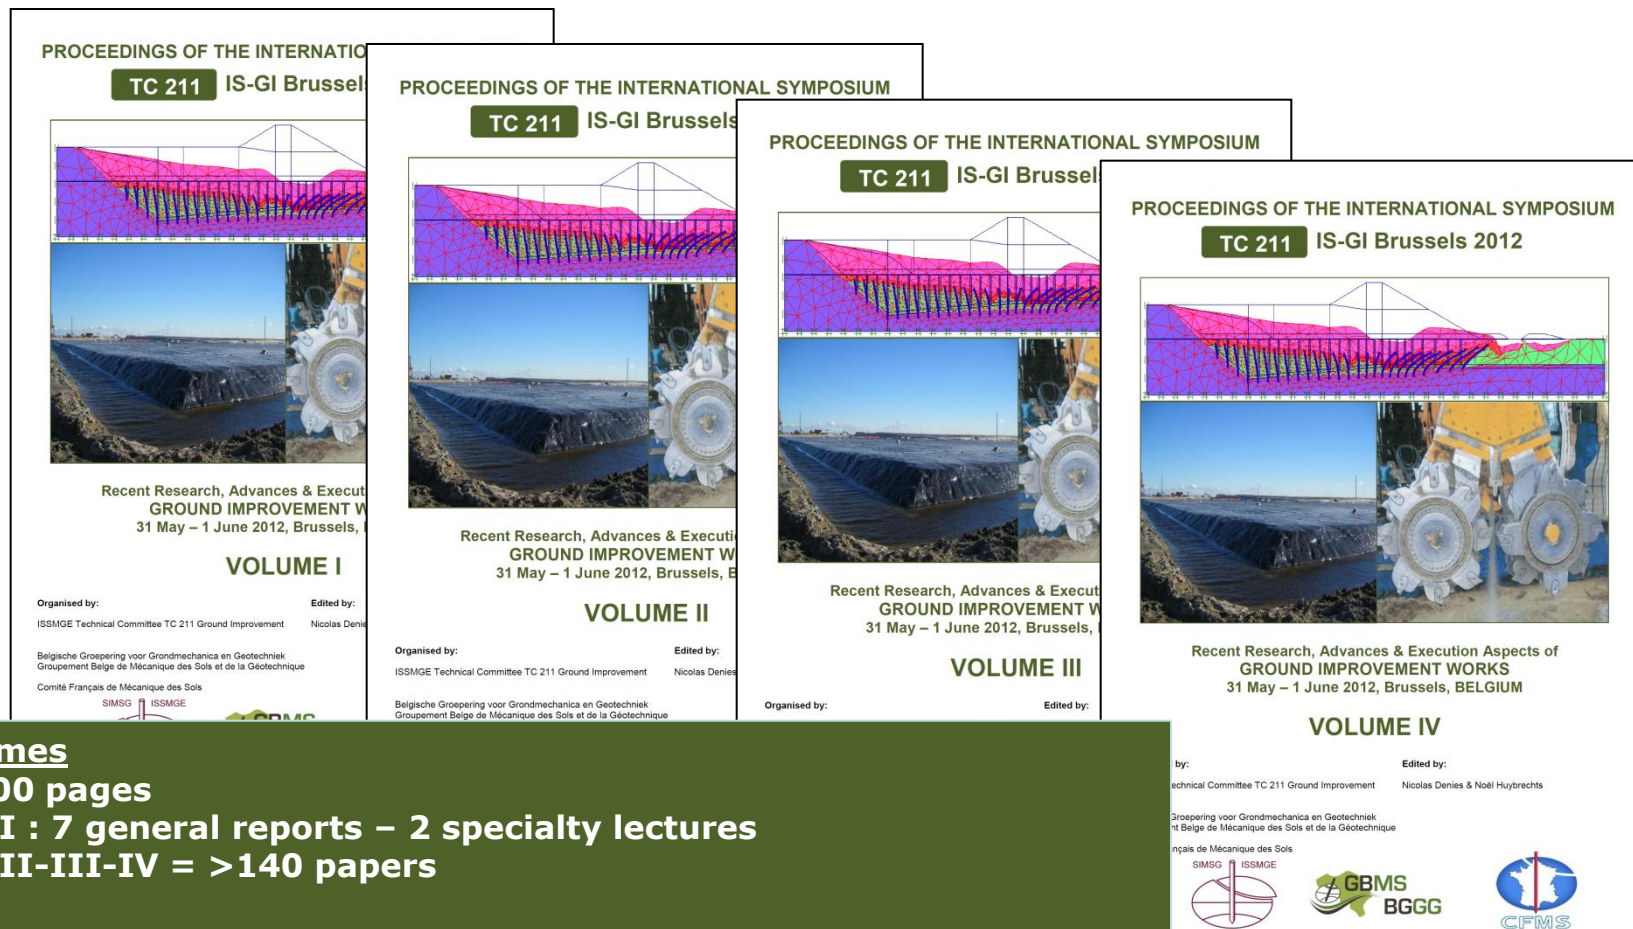 PROCEEDINGS OF THE INTERNATIO
TC 211 IS-GI Brussels
Recent Research, Advances & Execut
GROUND IMPROVEMENT W
31 May – 1 June 2012, Brussels,
VOLUME I
Organised by:
Edited by:
ISSMGE Technical Committee TC 211 Ground Improvement
Nicolas Denie
Belgische Groepering voor Grondmechanica en Geotechniek
Groupement Belge de Mécanique des Sols et de la Géotechnique
Comité Français de Mécanique des Sols
SIMSG ISSMGE
GBMS
PROCEEDINGS OF THE INTERNATIONAL SYMPOSIUM
TC 211 IS-GI Brussels
Recent Research, Advances & Executi
GROUND IMPROVEMENT W
31 May – 1 June 2012, Brussels, B
VOLUME II
Organised by:
Edited by:
ISSMGE Technical Committee TC 211 Ground Improvement
Nicolas Denies
Belgische Groepering voor Grondmechanica en Geotechniek
Groupement Belge de Mécanique des Sols et de la Géotechnique
PROCEEDINGS OF THE INTERNATIONAL SYMPOSIUM
TC 211 IS-GI Brussel
Recent Research, Advances & Execut
GROUND IMPROVEMENT W
31 May – 1 June 2012, Brussels,
VOLUME III
Organised by:
Edited by:
PROCEEDINGS OF THE INTERNATIONAL SYMPOSIUM
TC 211 IS-GI Brussels 2012
Recent Research, Advances & Execution Aspects of
GROUND IMPROVEMENT WORKS
31 May – 1 June 2012, Brussels, BELGIUM
VOLUME IV
by:
Edited by:
echnical Committee TC 211 Ground Improvement
Nicolas Denies & Noël Huybrechts
Groepering voor Grondmechanica en Geotechniek
nt Belge de Mécanique des Sols et de la Géotechnique
nçais de Mécanique des Sols
SIMSG ISSMGE
GBMS
BGGG
CFMS
mes
00 pages
I : 7 general reports – 2 specialty lectures
II-III-IV = >140 papers